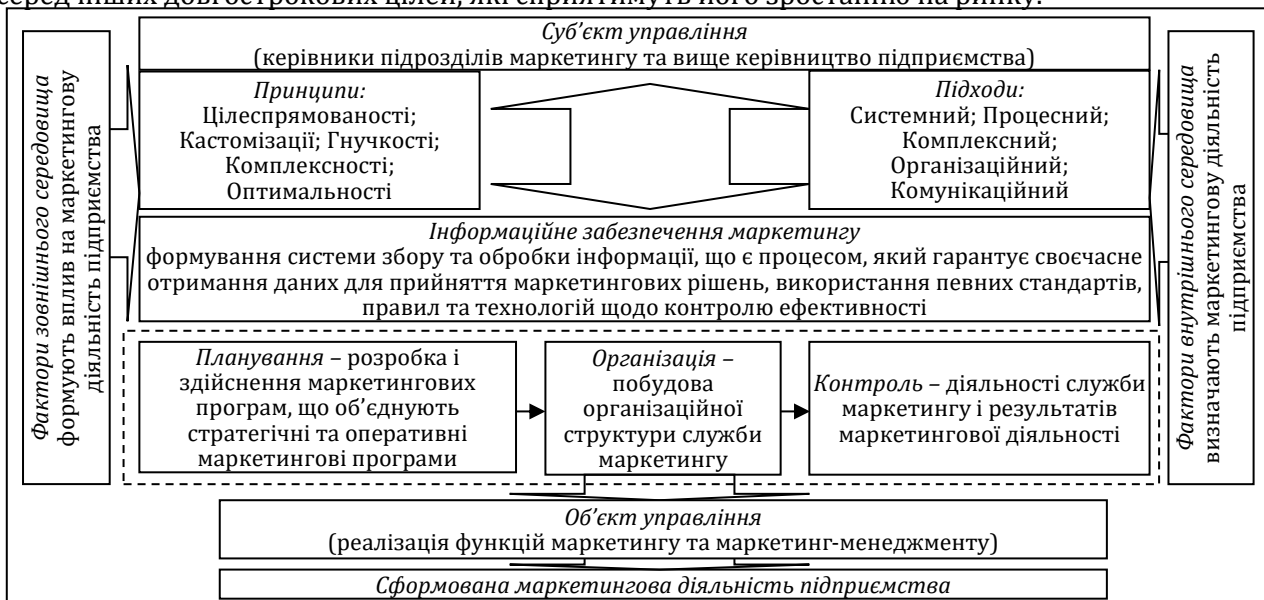 серед інших довгострокових цілей, які сприятимуть його зростанню на ринку.
Суб’єкт управління
(керівники підрозділів маркетингу та вище керівництво підприємства)
Фактори зовнішнього середовища
формують вплив на маркетингову
діяльність підприємства
Принципи:
Цілеспрямованості;
Кастомізації; Гнучкості;
Комплексності;
Оптимальності
Підходи:
Системний; Процесний;
Комплексний;
Організаційний;
Комунікаційний
Фактори внутрішнього середовища
визначають маркетингову діяльність
підприємства
Інформаційне забезпечення маркетингу
формування системи збору та обробки інформації, що є процесом, який гарантує своєчасне
отримання даних для прийняття маркетингових рішень, використання певних стандартів,
правил та технологій щодо контролю ефективності
Планування – розробка і
здійснення маркетингових
програм, що об’єднують
стратегічні та оперативні
маркетингові програми
Організація –
побудова
організаційної
структури служби
маркетингу
Контроль – діяльності служби
маркетингу і результатів
маркетингової діяльності
Об’єкт управління
(реалізація функцій маркетингу та маркетинг-менеджменту)
Сформована маркетингова діяльність підприємства